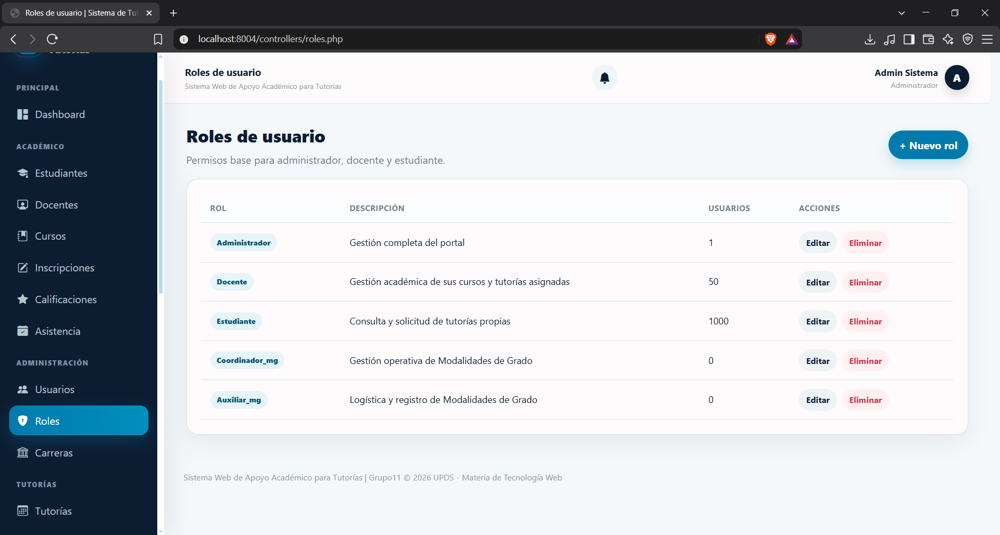 Roles de usuario | Sistema de Tu
localhost:8004/controllers/roles.php
PRINCIPAL
Dashboard
ACADÉMICO
Estudiantes
Docentes
Cursos
Inscripciones
Calificaciones
Asistencia
ADMINISTRACIÓN
Usuarios
Roles
Carreras
TUTORÍAS
Tutorías
Roles de usuario
Sistema Web de Apoyo Académico para Tutorías
Admin Sistema
Administrador
A
Roles de usuario
Permisos base para administrador, docente y estudiante.
+ Nuevo rol
ROL DESCRIPCIÓN USUARIOS ACCIONES
Administrador Gestión completa del portal 1 Editar Eliminar
Docente Gestión académica de sus cursos y tutorías asignadas 50 Editar Eliminar
Estudiante Consulta y solicitud de tutorías propias 1000 Editar Eliminar
Coordinador_mg Gestión operativa de Modalidades de Grado 0 Editar Eliminar
Auxiliar_mg Logística y registro de Modalidades de Grado 0 Editar Eliminar
Sistema Web de Apoyo Académico para Tutorías | Grupo11 © 2026 UPDS - Materia de Tecnología Web